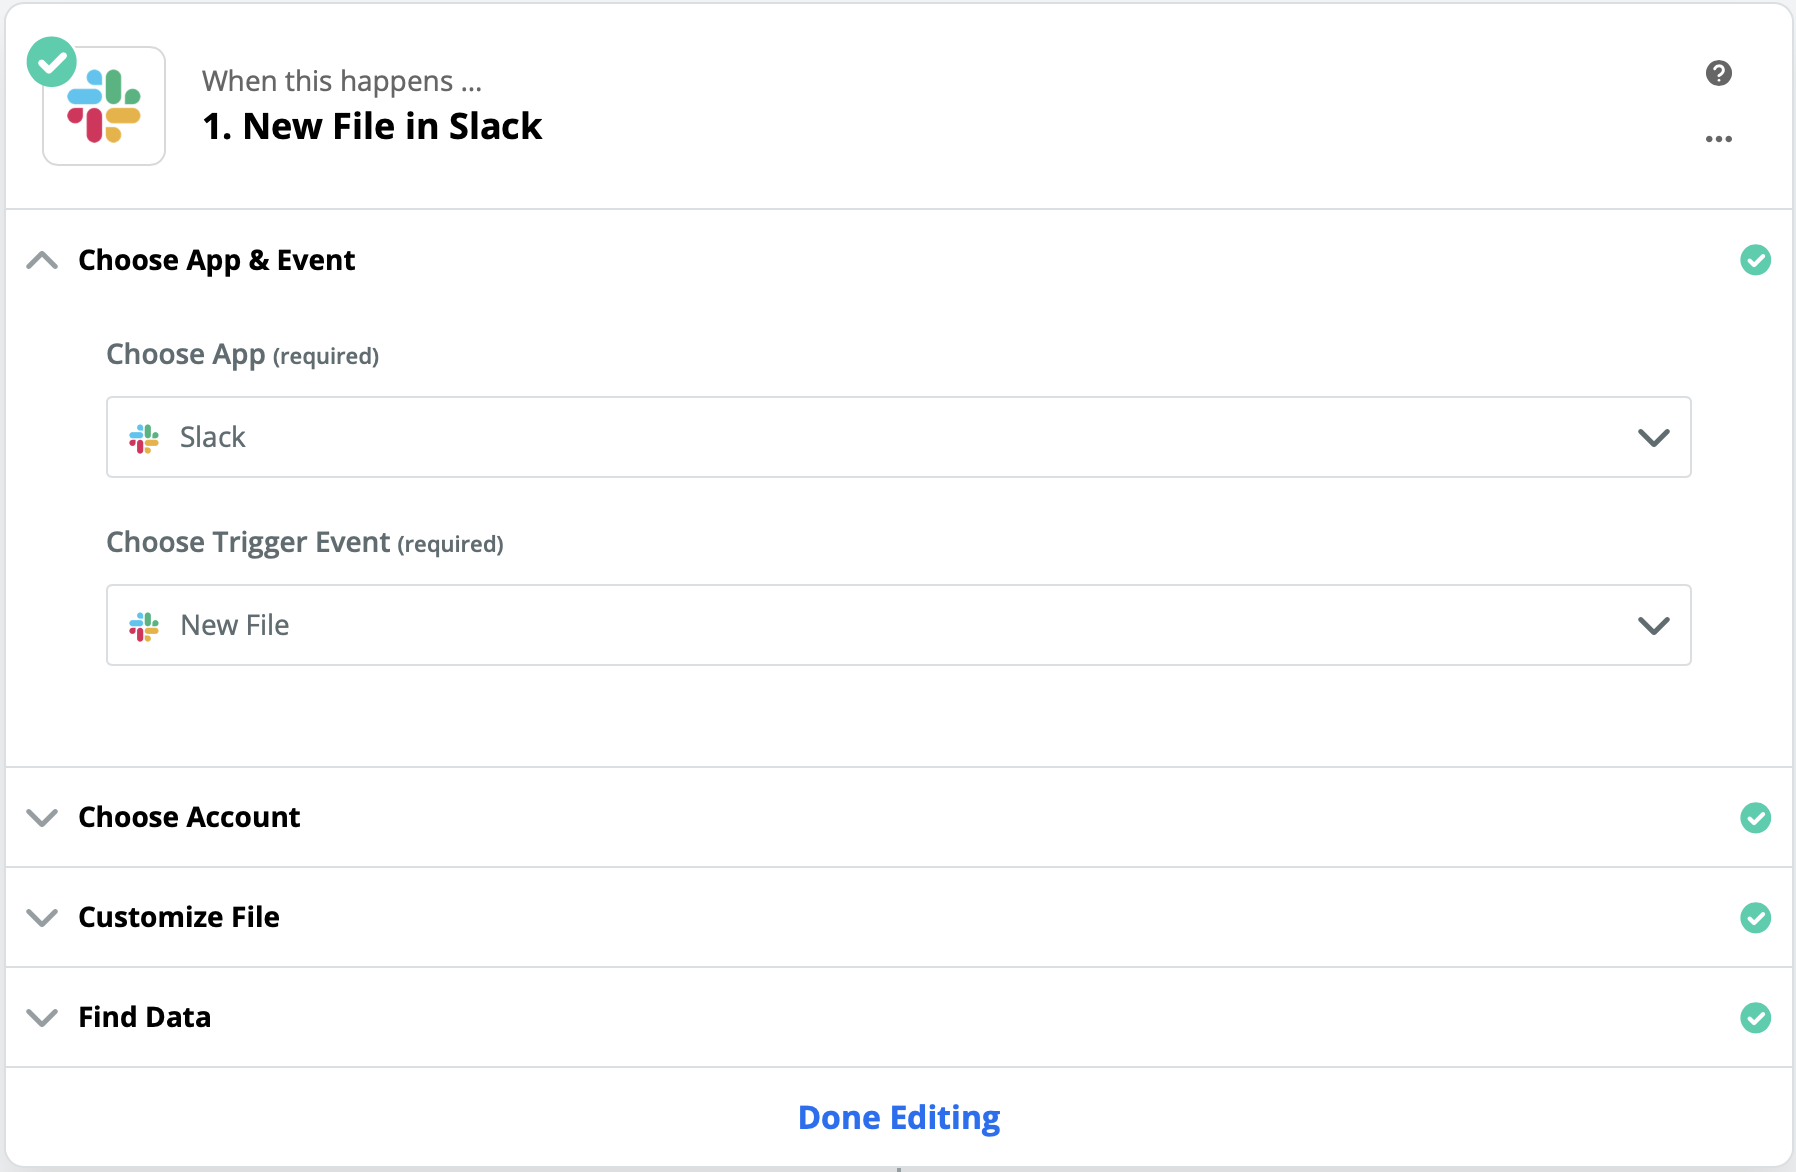 When this happens ...
1. New File in Slack
Choose App & Event
Choose App (required)
Slack
Choose Trigger Event (required)
New File
Choose Account
Customize File
Find Data
Done Editing